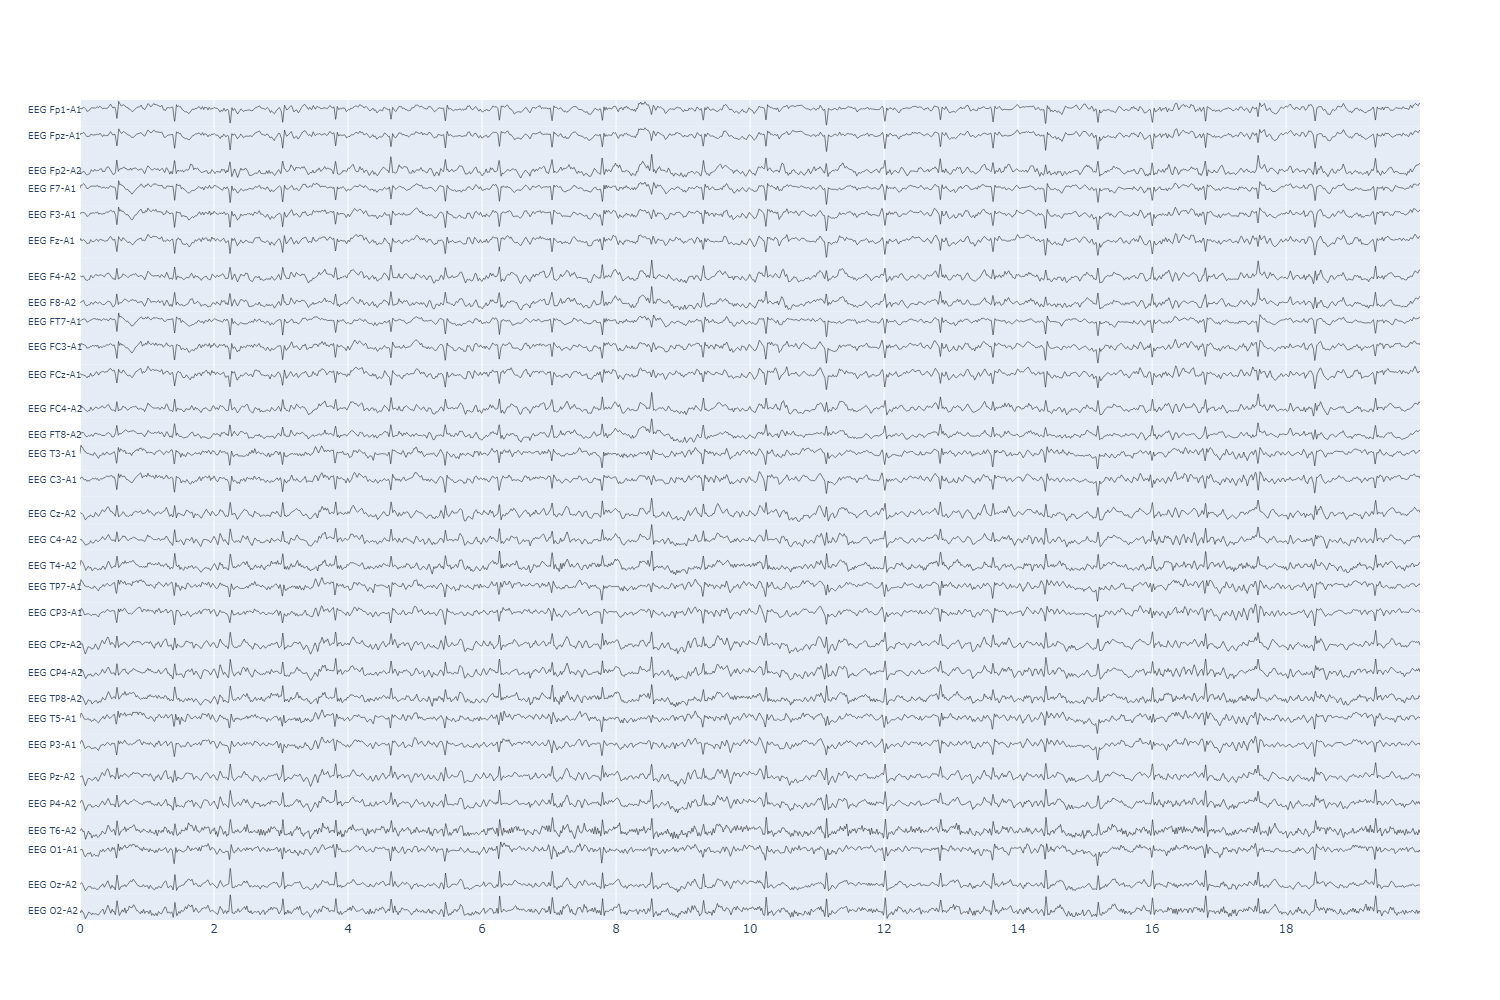 EEG Fp1-A1
EEG Fpz-A1
EEG Fp2-A2
EEG F7-A1
EEG F3-A1
EEG Fz-A1
EEG F4-A2
EEG F8-A2
EEG FT7-A1
EEG FC3-A1
EEG FCz-A1
EEG FC4-A2
EEG FT8-A2
EEG T3-A1
EEG C3-A1
EEG Cz-A2
EEG C4-A2
EEG T4-A2
EEG TP7-A1
EEG CP3-A1
EEG CPz-A2
EEG CP4-A2
EEG TP8-A2
EEG T5-A1
EEG P3-A1
EEG Pz-A2
EEG P4-A2
EEG T6-A2
EEG O1-A1
EEG Oz-A2
EEG O2-A2
0 2 4 6 8 10 12 14 16 18